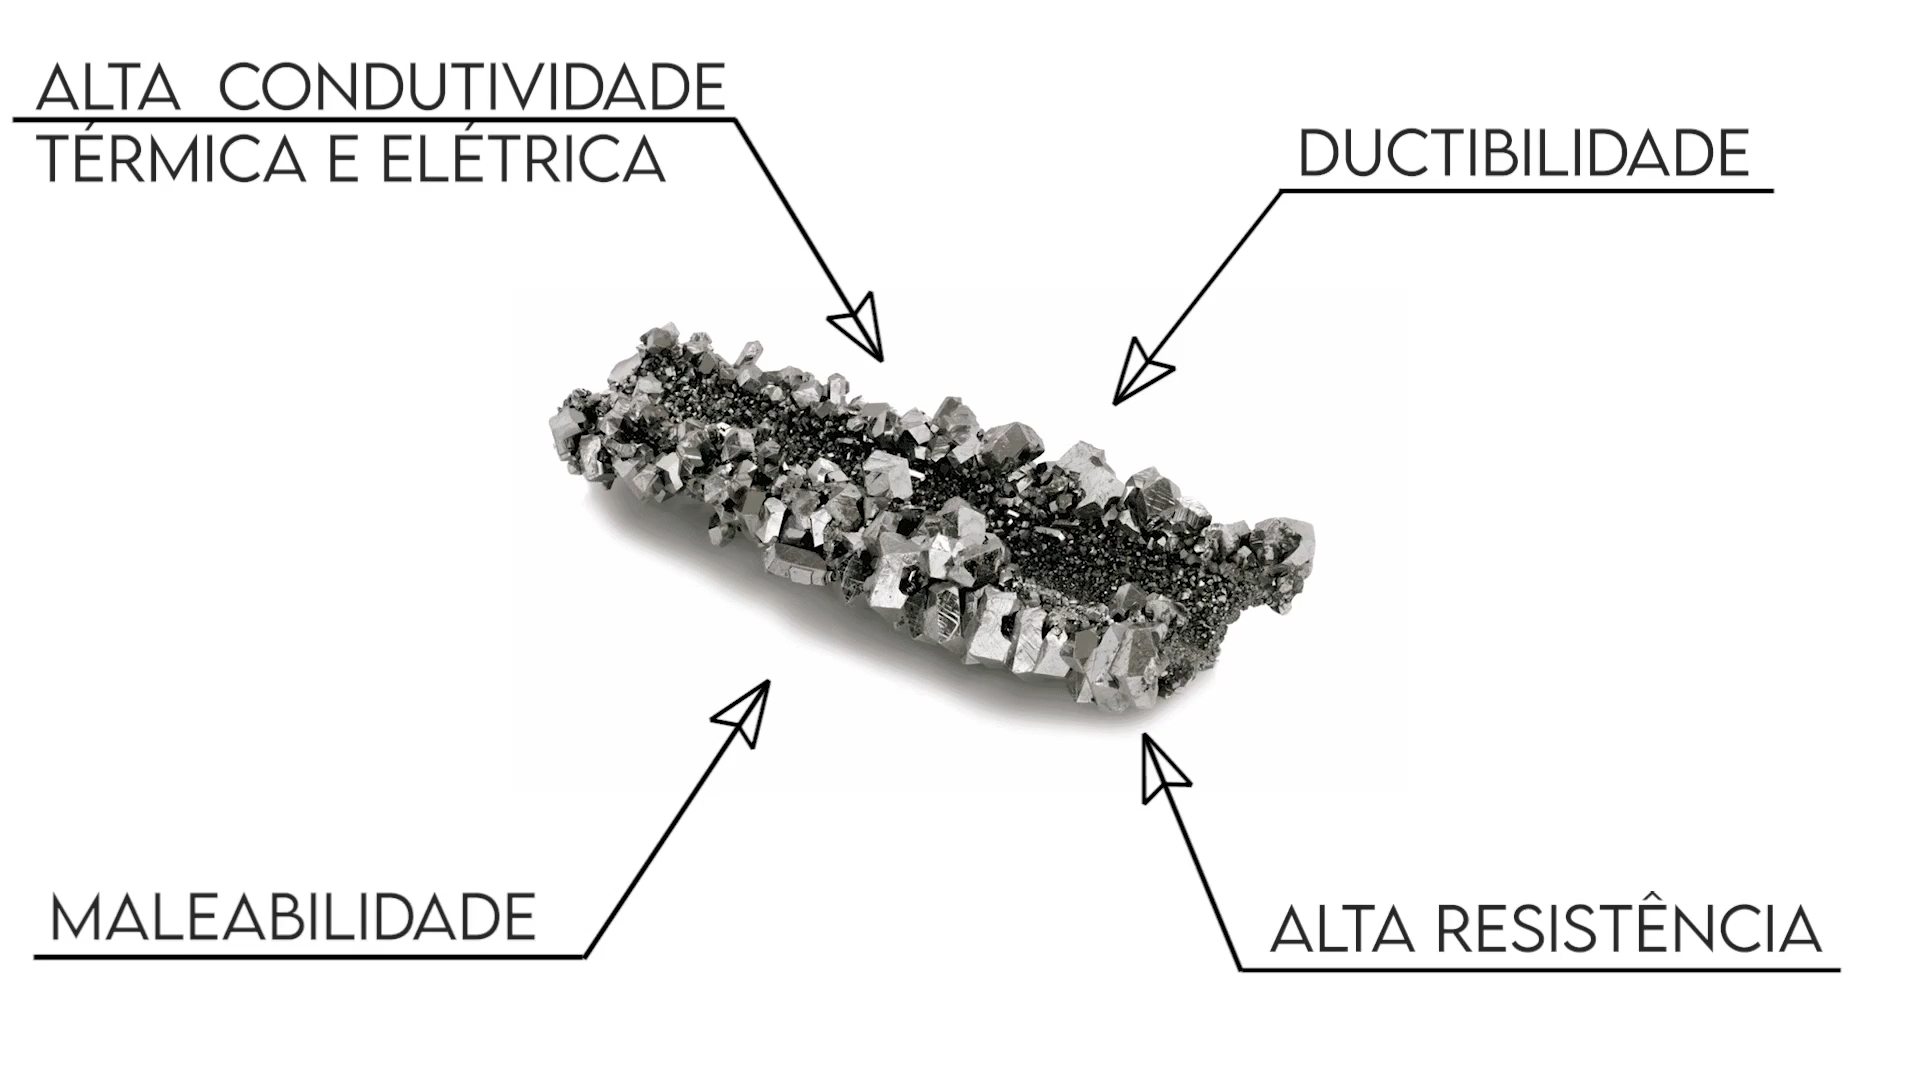 ALTA CONDUTIVIDADE
TÉRMICA E ELÉTRICA
DUCTIBILIDADE
MALEABILIDADE
ALTA RESISTÊNCIA